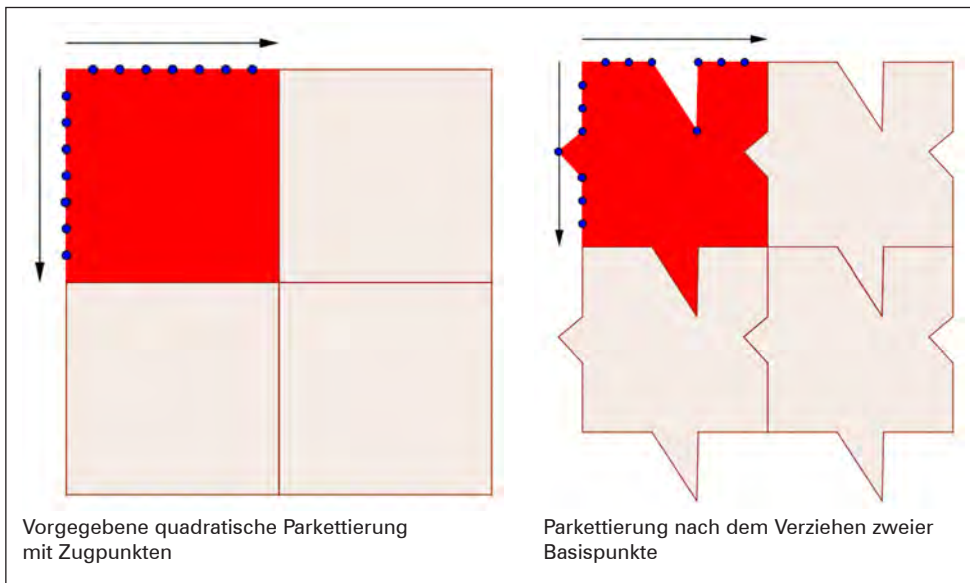 Vorgegebene quadratische Parkettierung
mit Zugpunkten
Parkettierung nach dem Verziehen zweier
Basispunkte